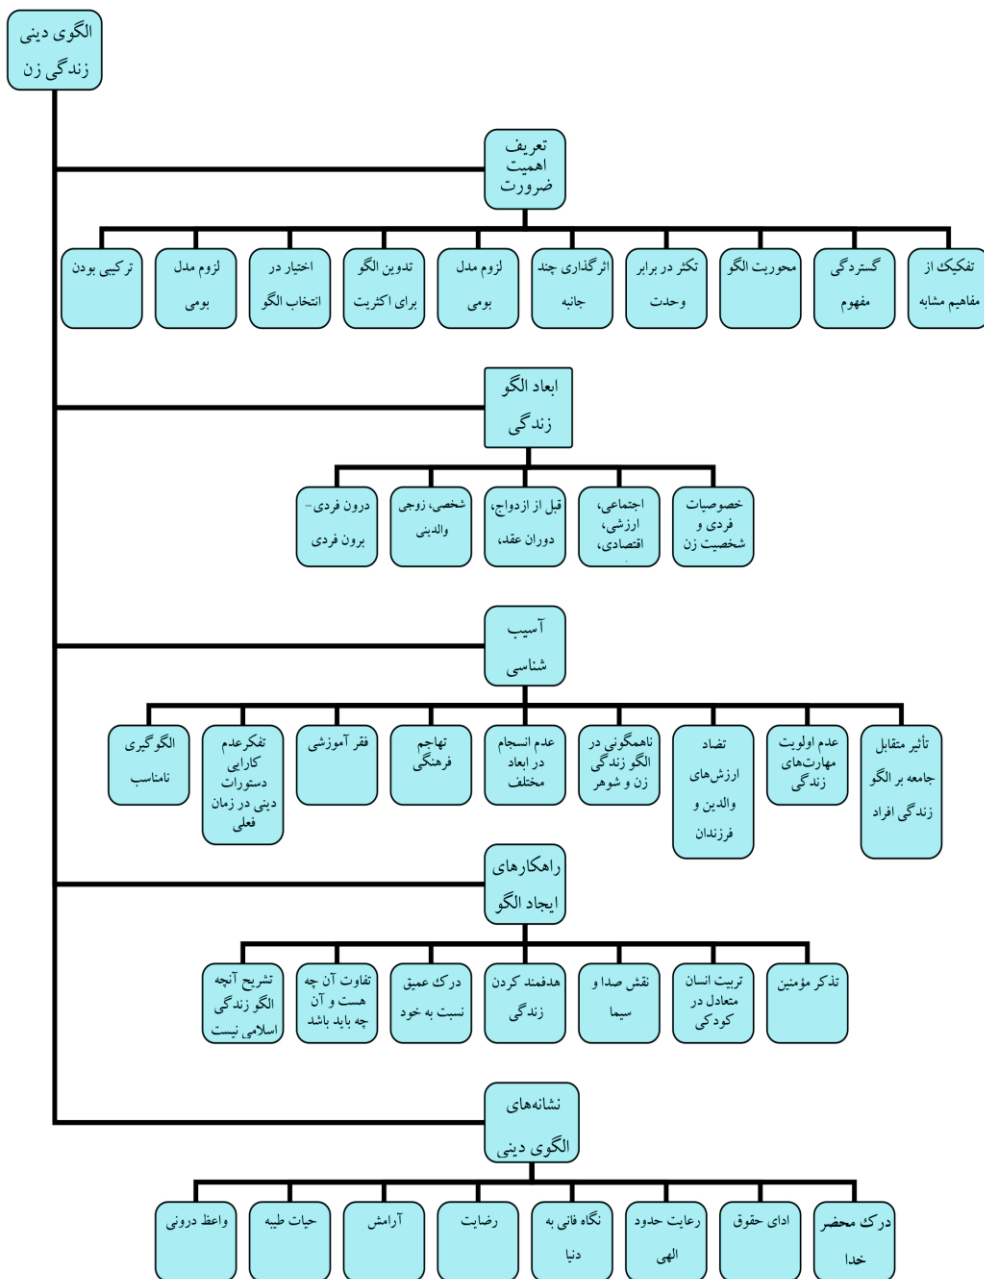 الگوی دینی
زندگی زن
تعریف
اهمیت
ضرورت
تفکیک از
مفاهیم مشابه
گستردگی
مفهوم
محوریت الگو
تکثر در برابر
وحدت
اثرگذاری چند
جانبه
لزوم مدل
بومی
تدوین الگو
برای اکثریت
اختیار در
انتخاب الگو
لزوم مدل
بومی
ترکیبی بودن
ابعاد الگو
زندگی
خصوصیات
فردی و
شخصیت زن
اجتماعی،
ارزشی،
اقتصادی،
قبل از ازدواج،
دوران عقد،
شخصی، زوجی
والدینی
درون فردی-
برون فردی
آسیب
شناسی
تأثیر متقابل
جامعه بر الگو
زندگی افراد
عدم اولویت
مهارت‌های
زندگی
تضاد
ارزش‌های
والدین و
فرزندان
ناهمگونی در
الگو زندگی
زن و شوهر
عدم انسجام
در ابعاد
مختلف
تهاجم
فرهنگی
فقر آموزشی
تفکرعدم
کارایی
دستورات
دینی در زمان
فعلی
الگوگیری
نامناسب
راهکارهای
ایجاد الگو
تذکر مؤمنین
تربیت انسان
متعادل در
کودکی
نقش صدا و
سیما
هدفمند کردن
زندگی
درک عمیق
نسبت به خود
تفاوت آن چه
هست و آن
چه باید باشد
تشریح آنچه
الگو زندگی
اسلامی نیست
نشانه‌های
الگوی دینی
درک محضر
خدا
ادای حقوق
رعایت حدود
الهی
نگاه فانی به
دنیا
رضایت
آرامش
حیات طیبه
واعظ درونی